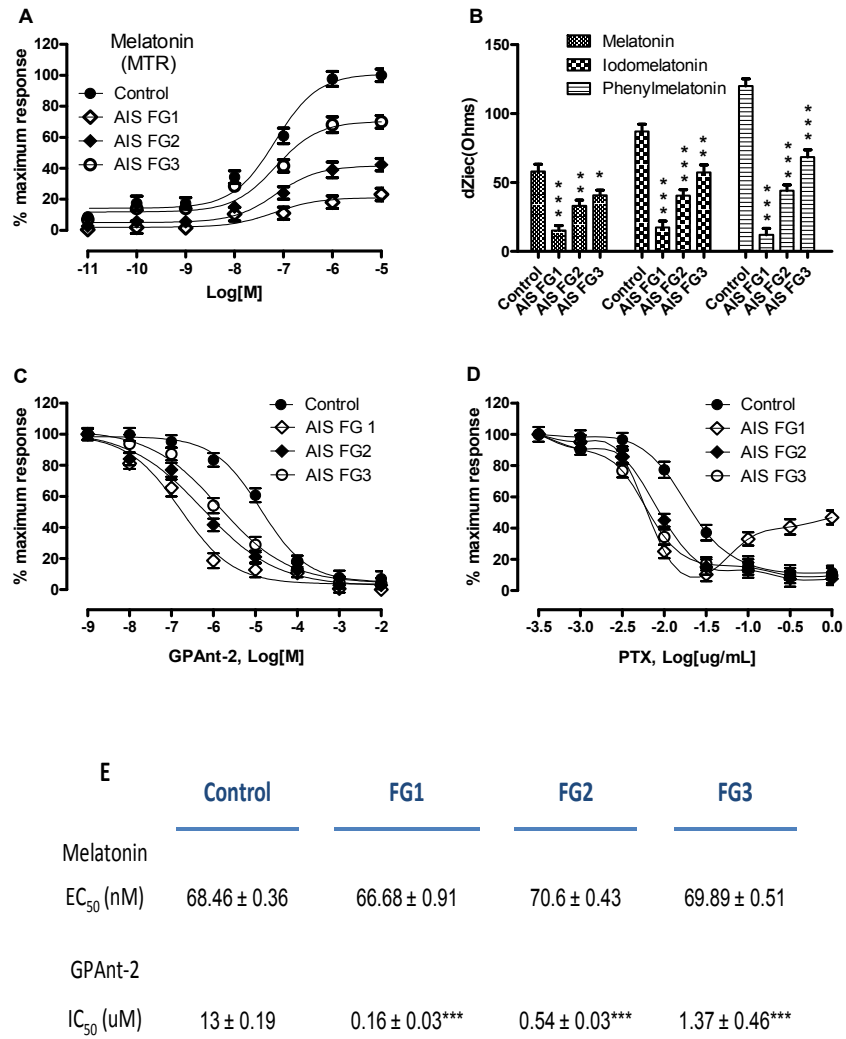 A
Melatonin
(MTR)
Control
AIS FG1
AIS FG2
AIS FG3
% maximum response
120
100
80
60
40
20
0
-11 -10 -9 -8 -7 -6 -5
Log[M]
B
Melatonin
Iodomelatonin
Phenylmelatonin
dZiec(Ohms)
150
100
50
0
*** ** * *** *** ** *** *** ***
Control AIS FG1 AIS FG2 AIS FG3 Control AIS FG1 AIS FG2 AIS FG3 Control AIS FG1 AIS FG2 AIS FG3
C
Control
AIS FG 1
AIS FG2
AIS FG3
% maximum response
120
100
80
60
40
20
0
-9 -8 -7 -6 -5 -4 -3 -2
GPAnt-2, Log[M]
D
Control
AIS FG1
AIS FG2
AIS FG3
% maximum response
120
100
80
60
40
20
0
-3.5 -3.0 -2.5 -2.0 -1.5 -1.0 -0.5 0.0
PTX, Log[ug/mL]
E
Control FG1 FG2 FG3
Melatonin
EC50 (nM) 68.46 ± 0.36 66.68 ± 0.91 70.6 ± 0.43 69.89 ± 0.51
GPAnt-2
IC50 (uM) 13 ± 0.19 0.16 ± 0.03*** 0.54 ± 0.03*** 1.37 ± 0.46***